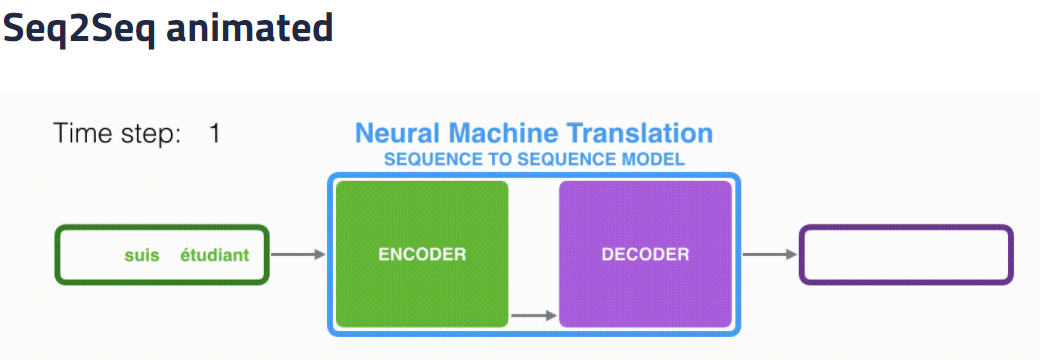 Seq2Seq animated
Time step: 1
Neural Machine Translation
SEQUENCE TO SEQUENCE MODEL
suis étudiant
ENCODER
DECODER